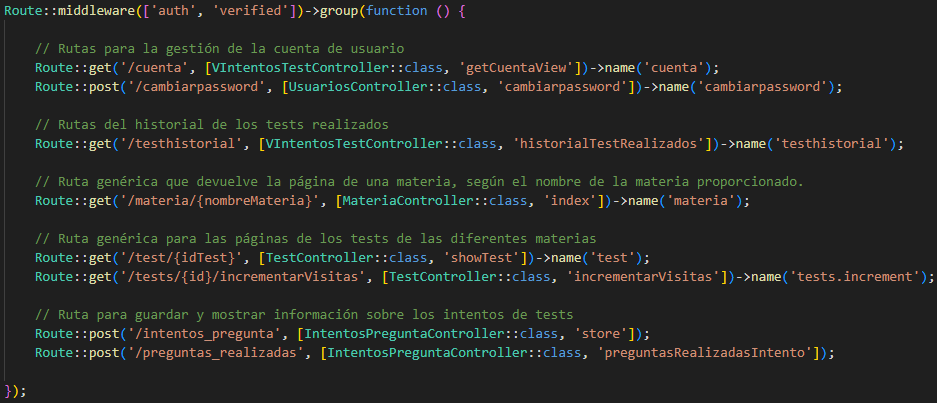 Route::middleware(['auth', 'verified'])->group(function () {
// Rutas para la gestión de la cuenta de usuario
Route::get('/cuenta', [VIntentosTestController::class, 'getCuentaView'])->name('cuenta');
Route::post('/cambiarpassword', [UsuariosController::class, 'cambiarpassword'])->name('cambiarpassword');
// Rutas del historial de los tests realizados
Route::get('/testhistorial', [VIntentosTestController::class, 'historialTestRealizados'])->name('testhistorial');
// Ruta genérica que devuelve la página de una materia, según el nombre de la materia proporcionado.
Route::get('/materia/{nombreMateria}', [MateriaController::class, 'index'])->name('materia');
// Ruta genérica para las páginas de los tests de las diferentes materias
Route::get('/test/{idTest}', [TestController::class, 'showTest'])->name('test');
Route::get('/tests/{id}/incrementarVisitas', [TestController::class, 'incrementarVisitas'])->name('tests.increment');
// Ruta para guardar y mostrar información sobre los intentos de tests
Route::post('/intentos_pregunta', [IntentosPreguntaController::class, 'store']);
Route::post('/preguntas_realizadas', [IntentosPreguntaController::class, 'preguntasRealizadasIntento']);
});